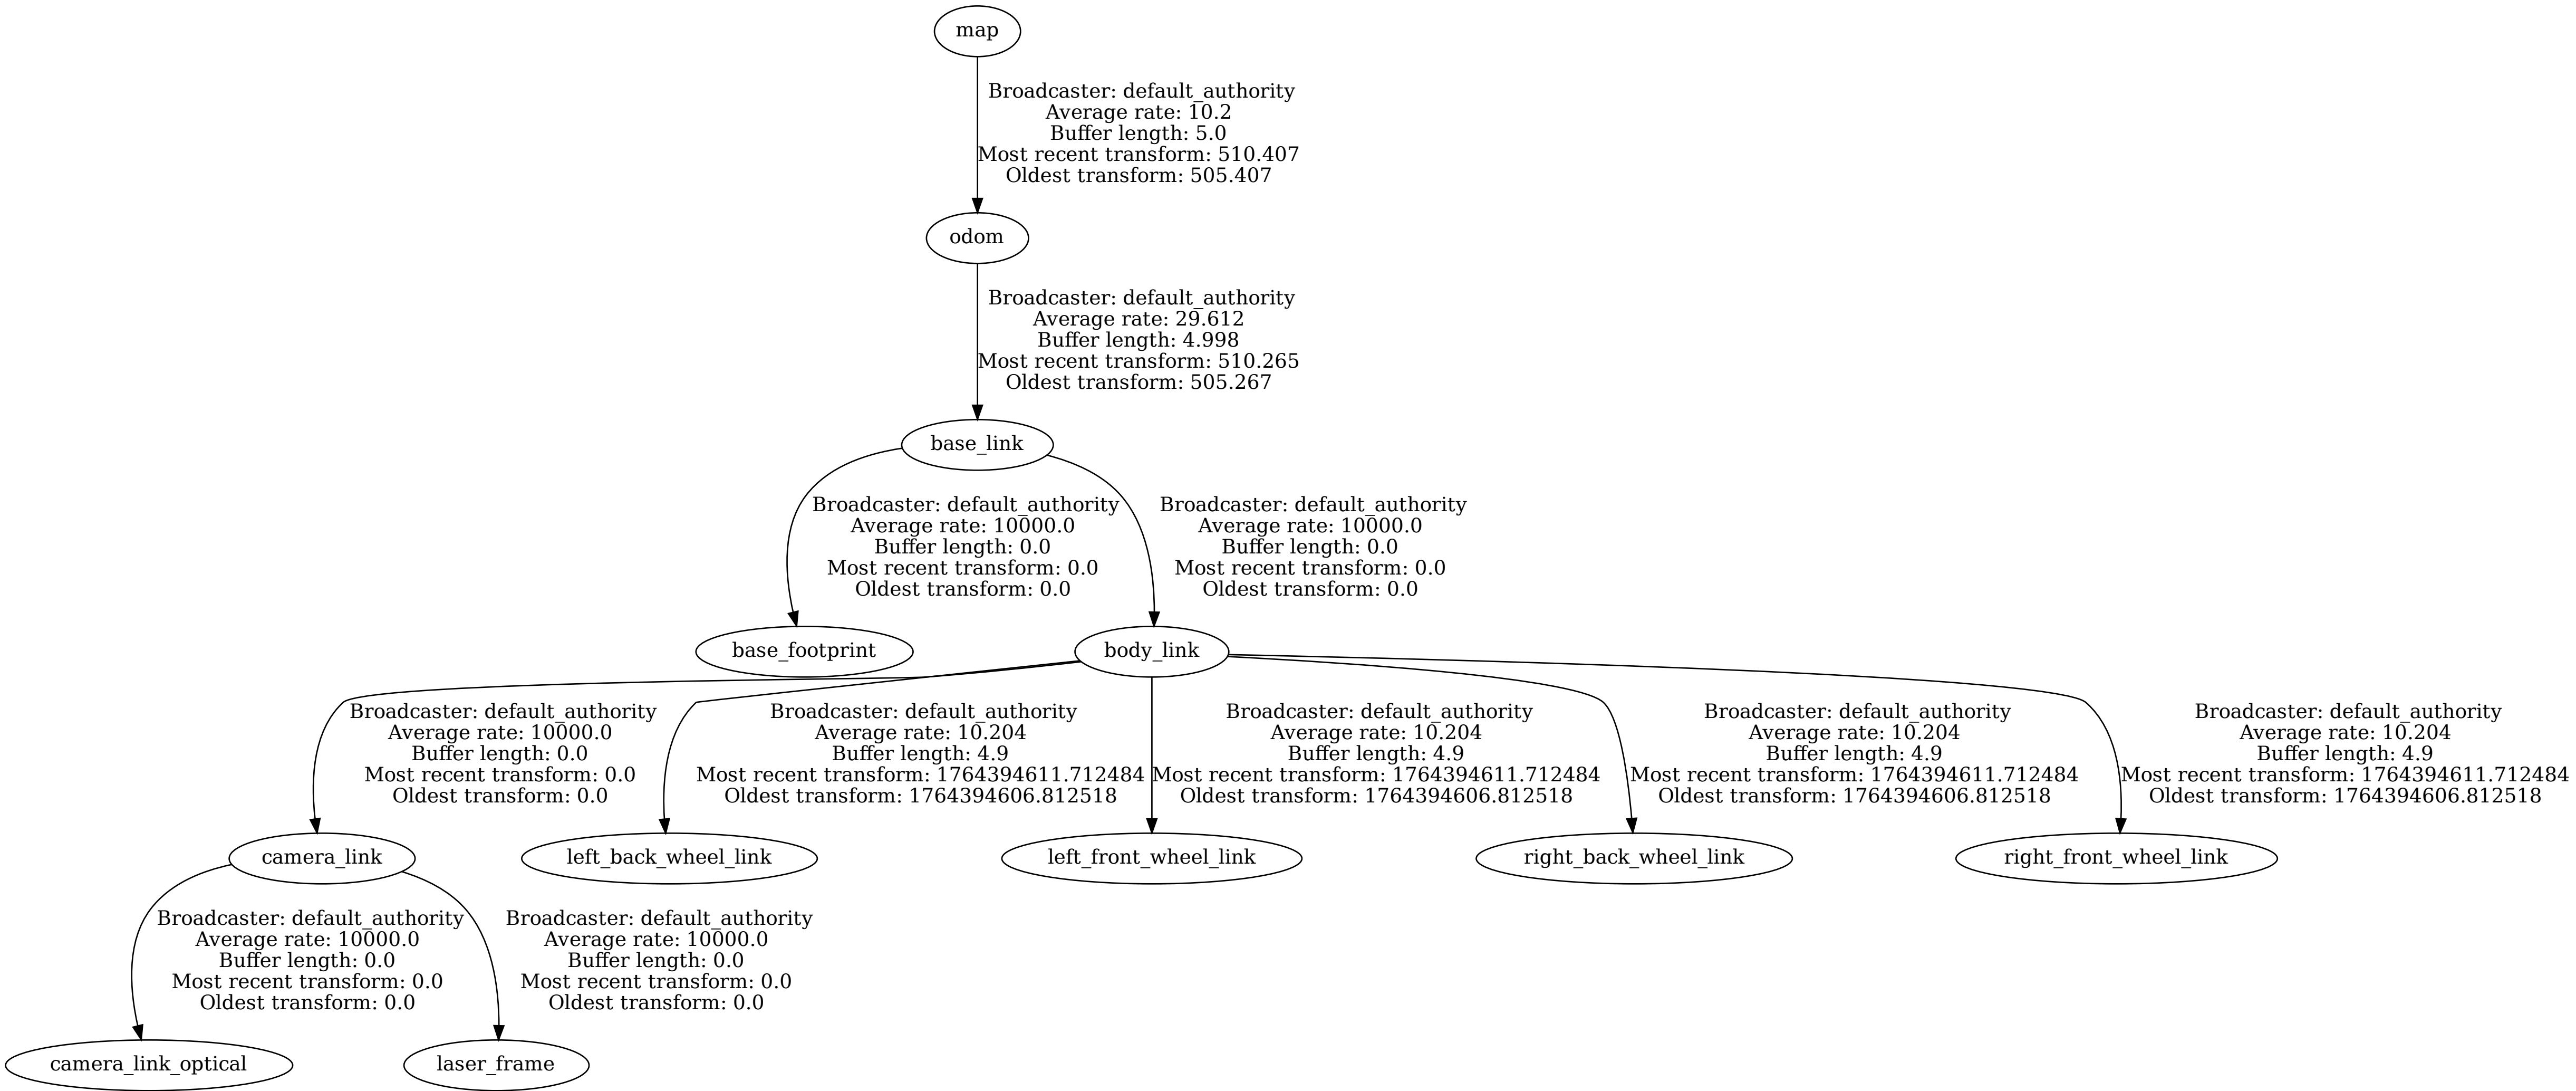 map
Broadcaster: default_authority
Average rate: 10.2
Buffer length: 5.0
Most recent transform: 510.407
Oldest transform: 505.407
odom
Broadcaster: default_authority
Average rate: 29.612
Buffer length: 4.998
Most recent transform: 510.265
Oldest transform: 505.267
base_link
Broadcaster: default_authority
Average rate: 10000.0
Buffer length: 0.0
Most recent transform: 0.0
Oldest transform: 0.0
Broadcaster: default_authority
Average rate: 10000.0
Buffer length: 0.0
Most recent transform: 0.0
Oldest transform: 0.0
base_footprint
body_link
Broadcaster: default_authority
Average rate: 10000.0
Buffer length: 0.0
Most recent transform: 0.0
Oldest transform: 0.0
Broadcaster: default_authority
Average rate: 10.204
Buffer length: 4.9
Most recent transform: 1764394611.712484
Oldest transform: 1764394606.812518
Broadcaster: default_authority
Average rate: 10.204
Buffer length: 4.9
Most recent transform: 1764394611.712484
Oldest transform: 1764394606.812518
Broadcaster: default_authority
Average rate: 10.204
Buffer length: 4.9
Most recent transform: 1764394611.712484
Oldest transform: 1764394606.812518
Broadcaster: default_authority
Average rate: 10.204
Buffer length: 4.9
Most recent transform: 1764394611.712484
Oldest transform: 1764394606.812518
camera_link
left_back_wheel_link
left_front_wheel_link
right_back_wheel_link
right_front_wheel_link
Broadcaster: default_authority
Average rate: 10000.0
Buffer length: 0.0
Most recent transform: 0.0
Oldest transform: 0.0
Broadcaster: default_authority
Average rate: 10000.0
Buffer length: 0.0
Most recent transform: 0.0
Oldest transform: 0.0
camera_link_optical
laser_frame